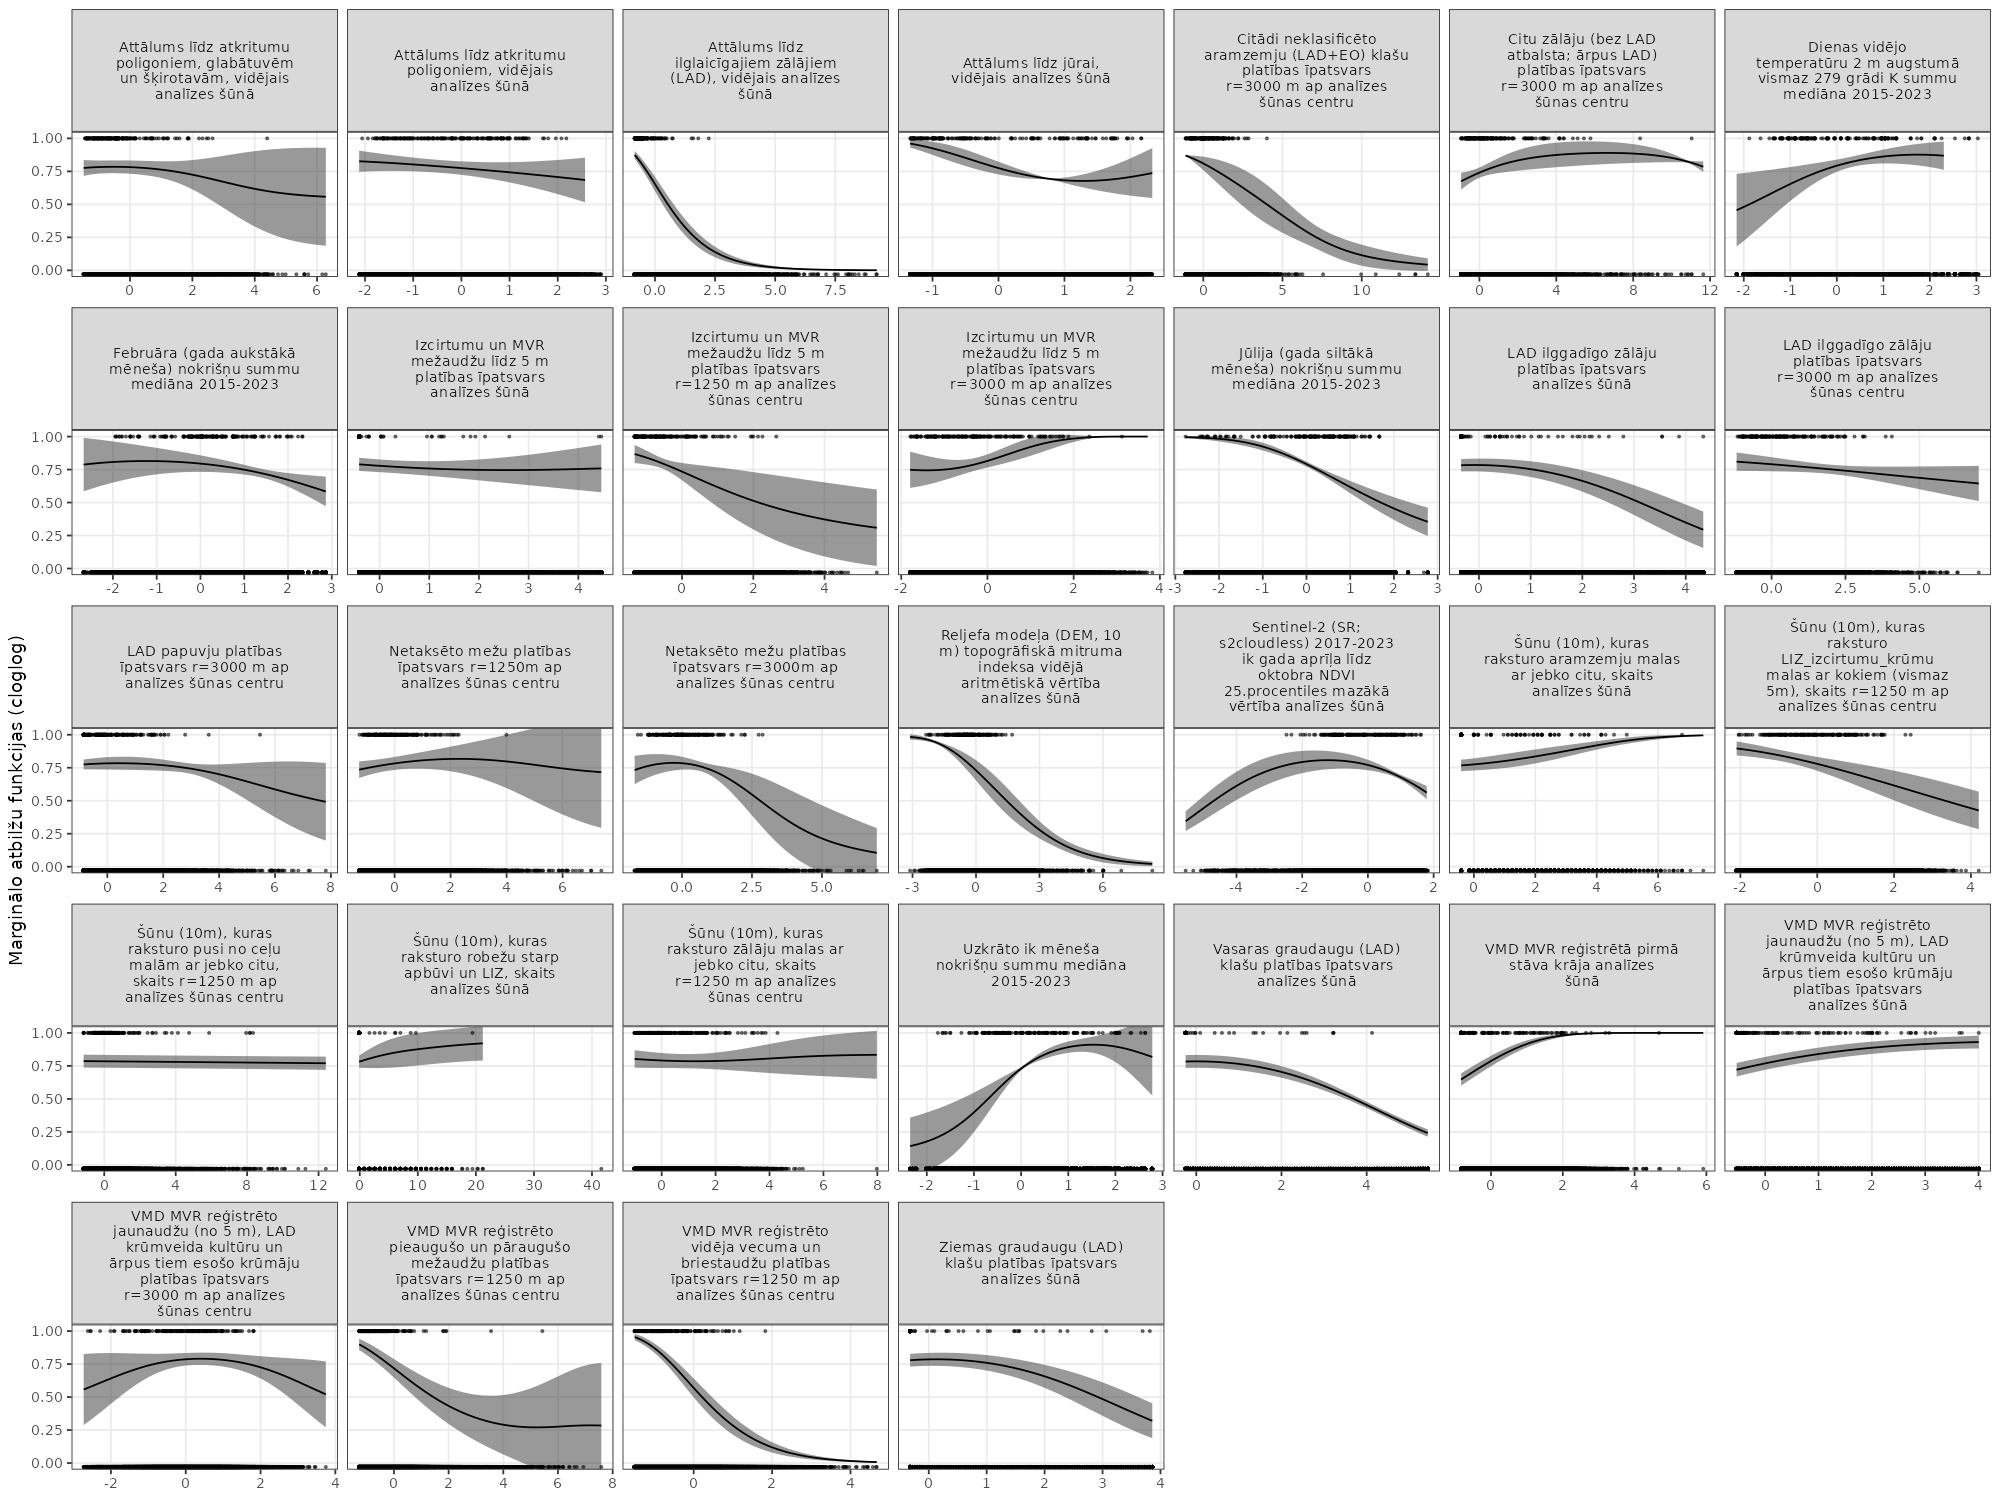 Attālums līdz atkritumu
poligoniem, glabātuvēm
un šķirotavām, vidējais
analīzes šūnā
Attālums līdz atkritumu
poligoniem, vidējais
analīzes šūnā
Attālums līdz
ilglaicīgajiem zālājiem
(LAD), vidējais analīzes
šūnā
Attālums līdz jūrai,
vidējais analīzes šūnā
Citādi neklasificēto
aramzemju (LAD+EO) klašu
platības īpatsvars
r=3000 m ap analīzes
šūnas centru
Citu zālāju (bez LAD
atbalsta; ārpus LAD)
platības īpatsvars
r=3000 m ap analīzes
šūnas centru
Dienas vidējo
temperatūru 2 m augstumā
vismaz 279 grādi K summu
mediāna 2015-2023
1.00
0.75
0.50
0.25
0.00
0 2 4 6
-2 -1 0 1 2 3
0.0 2.5 5.0 7.5
-1 0 1 2
0 5 10
0 4 8 12
-2 -1 0 1 2 3
Februāra (gada aukstākā
mēneša) nokrišņu summu
mediāna 2015-2023
Izcirtumu un MVR
mežaudžu līdz 5 m
platības īpatsvars
analīzes šūnā
Izcirtumu un MVR
mežaudžu līdz 5 m
platības īpatsvars
r=1250 m ap analīzes
šūnas centru
Izcirtumu un MVR
mežaudžu līdz 5 m
platības īpatsvars
r=3000 m ap analīzes
šūnas centru
Jūlija (gada siltākā
mēneša) nokrišņu summu
mediāna 2015-2023
LAD ilggadīgo zālāju
platības īpatsvars
analīzes šūnā
LAD ilggadīgo zālāju
platības īpatsvars
r=3000 m ap analīzes
šūnas centru
1.00
0.75
0.50
0.25
0.00
-2 -1 0 1 2 3
0 1 2 3 4
0 2 4
-2 0 2 4
-3 -2 -1 0 1 2 3
0 1 2 3 4
0.0 2.5 5.0
Marginālo atbilžu funkcijas (cloglog)
LAD papuvju platības
īpatsvars r=3000 m ap
analīzes šūnas centru
Netaksēto mežu platības
īpatsvars r=1250m ap
analīzes šūnas centru
Netaksēto mežu platības
īpatsvars r=3000m ap
analīzes šūnas centru
Reljefa modeļa (DEM, 10
m) topogrāfiskā mitruma
indeksa vidējā
aritmētiskā vērtība
analīzes šūnā
Sentinel-2 (SR;
s2cloudless) 2017-2023
ik gada aprīļa līdz
oktobra NDVI
25.procentiles mazākā
vērtība analīzes šūnā
Šūnu (10m), kuras
raksturo aramzemju malas
ar jebko citu, skaits
analīzes šūnā
Šūnu (10m), kuras
raksturo
LIZ_izcirtumu_krūmu
malas ar kokiem (vismaz
5m), skaits r=1250 m ap
analīzes šūnas centru
1.00
0.75
0.50
0.25
0.00
0 2 4 6 8
0 2 4 6
0.0 2.5 5.0
-3 0 3 6
-4 -2 0 2
0 2 4 6
-2 0 2 4
Šūnu (10m), kuras
raksturo pusi no ceļu
malām ar jebko citu,
skaits r=1250 m ap
analīzes šūnas centru
Šūnu (10m), kuras
raksturo robežu starp
apbūvi un LIZ, skaits
analīzes šūnā
Šūnu (10m), kuras
raksturo zālāju malas ar
jebko citu, skaits
r=1250 m ap analīzes
šūnas centru
Uzkrāto ik mēneša
nokrišņu summu mediāna
2015-2023
Vasaras graudaugu (LAD)
klašu platības īpatsvars
analīzes šūnā
VMD MVR reģistrētā pirmā
stāva krāja analīzes
šūnā
VMD MVR reģistrēto
jaunaudžu (no 5 m), LAD
krūmveida kultūru un
ārpus tiem esošo krūmāju
platības īpatsvars
analīzes šūnā
1.00
0.75
0.50
0.25
0.00
0 4 8 12
0 10 20 30 40
0 2 4 6 8
-2 -1 0 1 2 3
0 2 4
0 2 4 6
0 1 2 3 4
VMD MVR reģistrēto
jaunaudžu (no 5 m), LAD
krūmveida kultūru un
ārpus tiem esošo krūmāju
platības īpatsvars
r=3000 m ap analīzes
šūnas centru
VMD MVR reģistrēto
pieaugušo un pāraugušo
mežaudžu platības
īpatsvars r=1250 m ap
analīzes šūnas centru
VMD MVR reģistrēto
vidēja vecuma un
briestaudžu platības
īpatsvars r=1250 m ap
analīzes šūnas centru
Ziemas graudaugu (LAD)
klašu platības īpatsvars
analīzes šūnā
1.00
0.75
0.50
0.25
0.00
-2 0 2 4
0 2 4 6 8
0 2 4
0 1 2 3 4